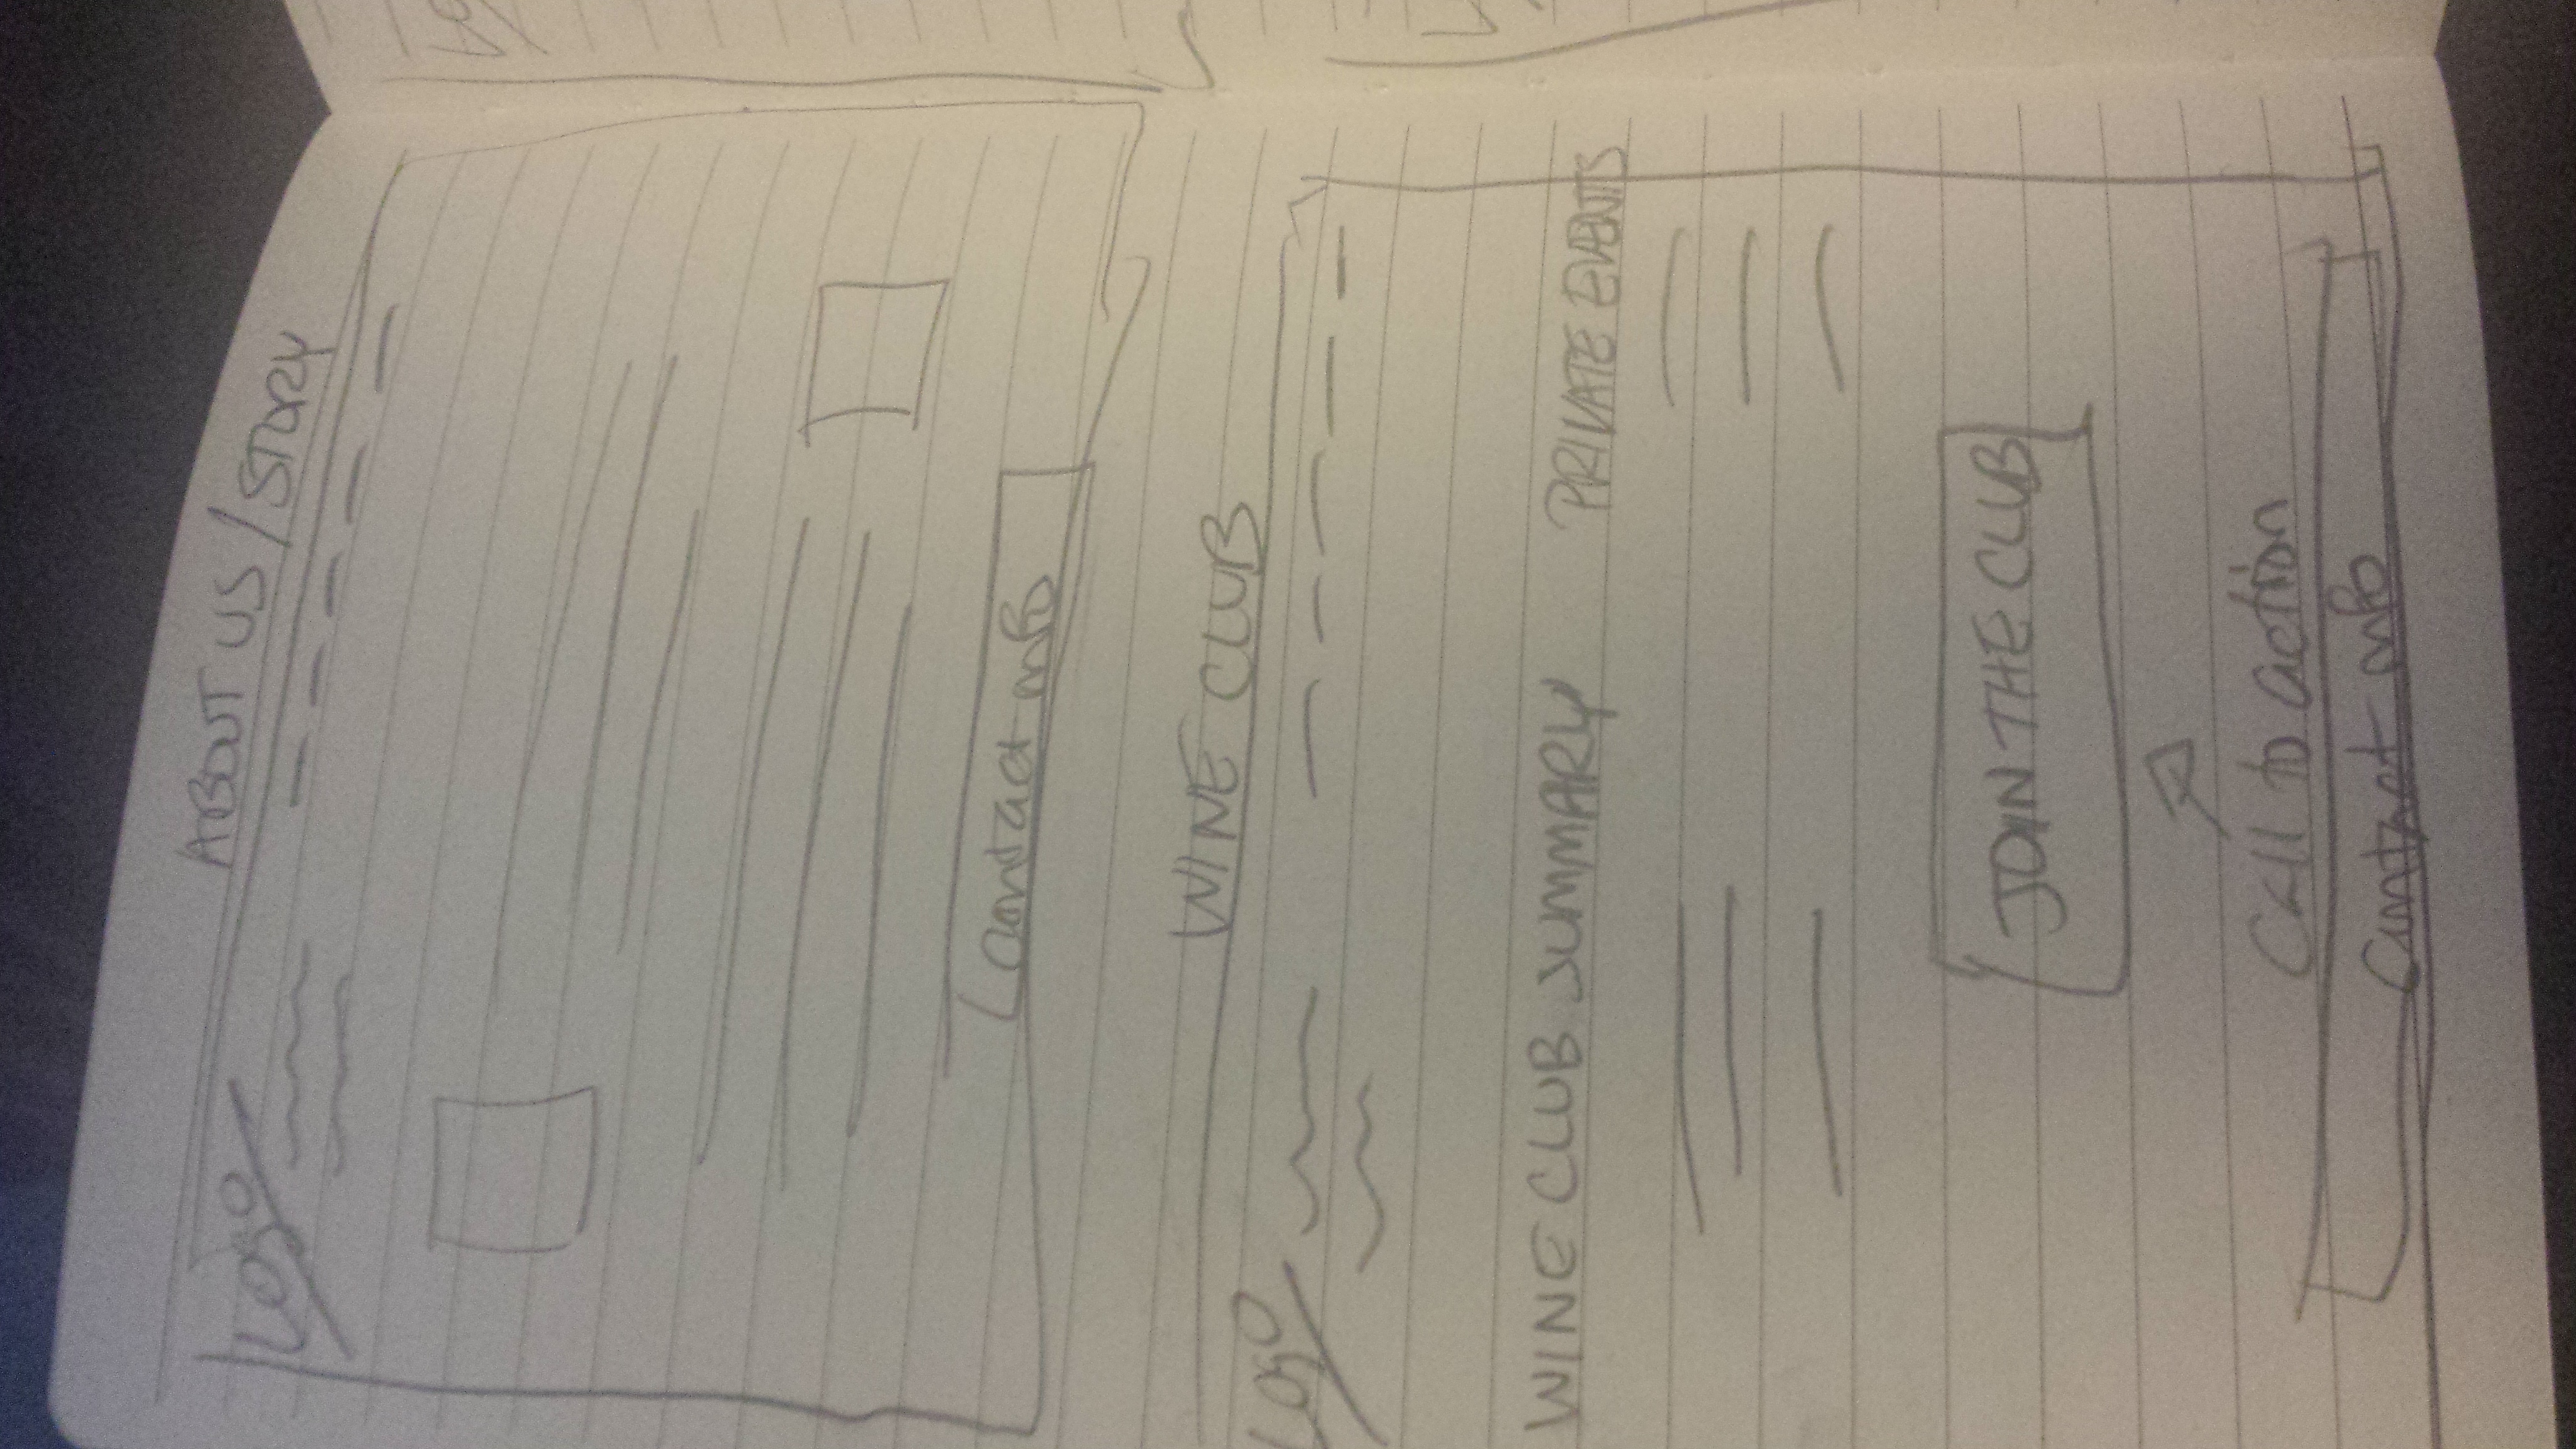 ABOUT US / STORY
Logo
Contact info
WINE CLUB
Logo
WINE CLUB SUMMARY
PRIVATE EVENTS
JOIN THE CLUB
Call to action
Contact info